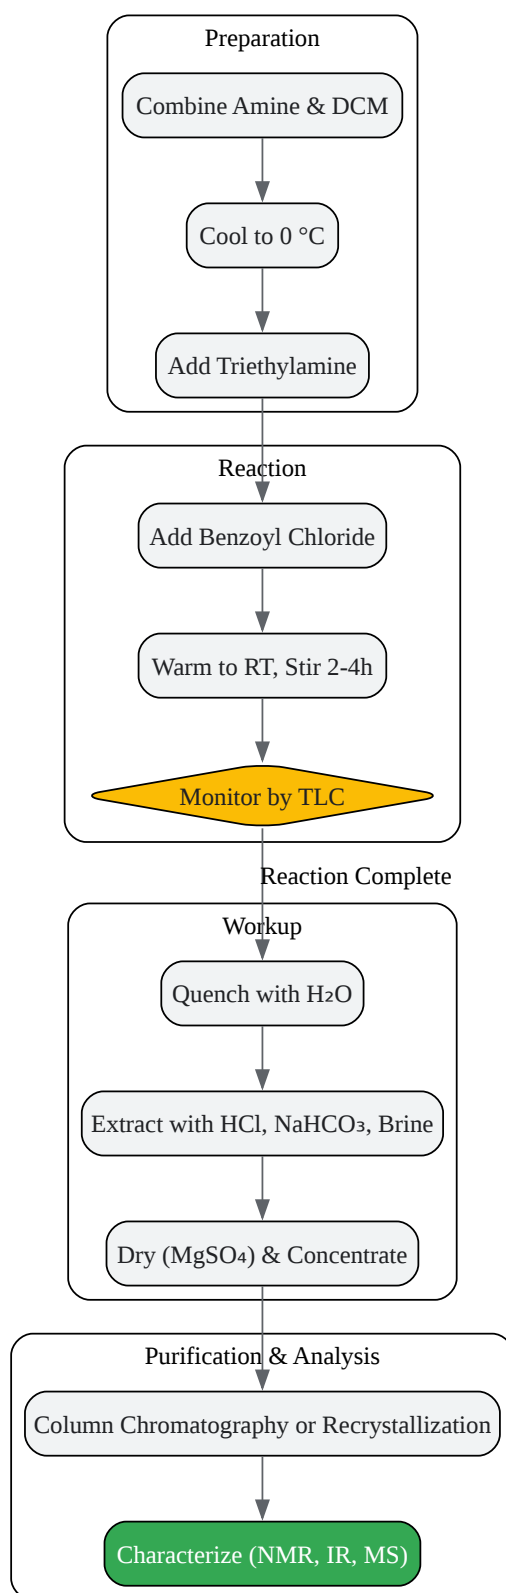 Preparation
Combine Amine & DCM
Cool to 0 °C
Add Triethylamine
Reaction
Add Benzoyl Chloride
Warm to RT, Stir 2-4h
Monitor by TLC
Reaction Complete
Workup
Quench with H₂O
Extract with HCl, NaHCO₃, Brine
Dry (MgSO₄) & Concentrate
Purification & Analysis
Column Chromatography or Recrystallization
Characterize (NMR, IR, MS)